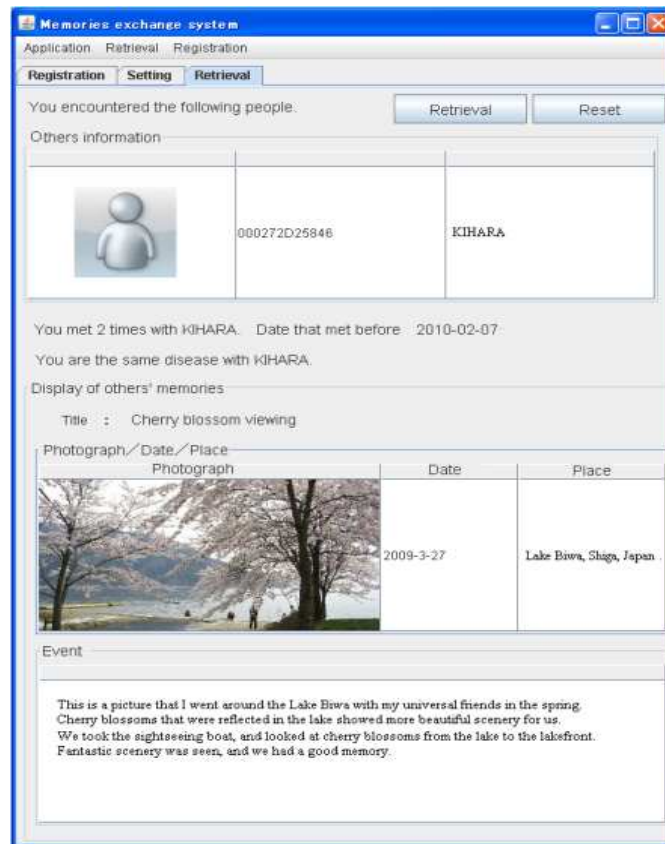 Memories exchange system
Application Retrieval Registration
Registration Setting Retrieval
You encountered the following people. Retrieval Reset
Others information
000272D25846 KIHARA
You met 2 times with KIHARA. Date that met before 2010-02-07
You are the same disease with KIHARA.
Display of others' memories
Title : Cherry blossom viewing
Photograph/Date/Place
Photograph Date Place
2009-3-27 Lake Biwa, Shiga, Japan .
Event
This is a picture that I went around the Lake Biwa with my universal friends in the spring.
Cherry blossoms that were reflected in the lake showed more beautiful scenery for us.
We took the sightseeing boat, and looked at cherry blossoms from the lake to the lakefront.
Fantastic scenery was seen, and we had a good memory.